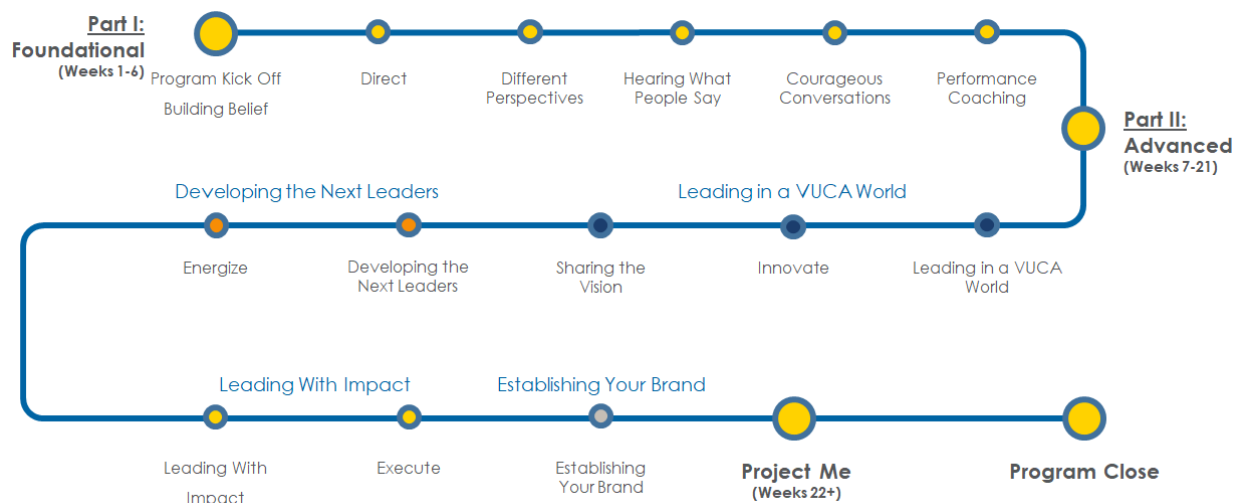 Part I:
Foundational
(Weeks 1-6)
Program Kick Off
Building Belief
Direct
Different
Perspectives
Hearing What
People Say
Courageous
Conversations
Performance
Coaching
Part II:
Advanced
(Weeks 7-21)
Developing the Next Leaders
Leading in a VUCA World
Energize
Developing the
Next Leaders
Sharing the
Vision
Innovate
Leading in a VUCA
World
Leading With Impact
Establishing Your Brand
Leading With
Impact
Execute
Establishing
Your Brand
Project Me
(Weeks 22+)
Program Close